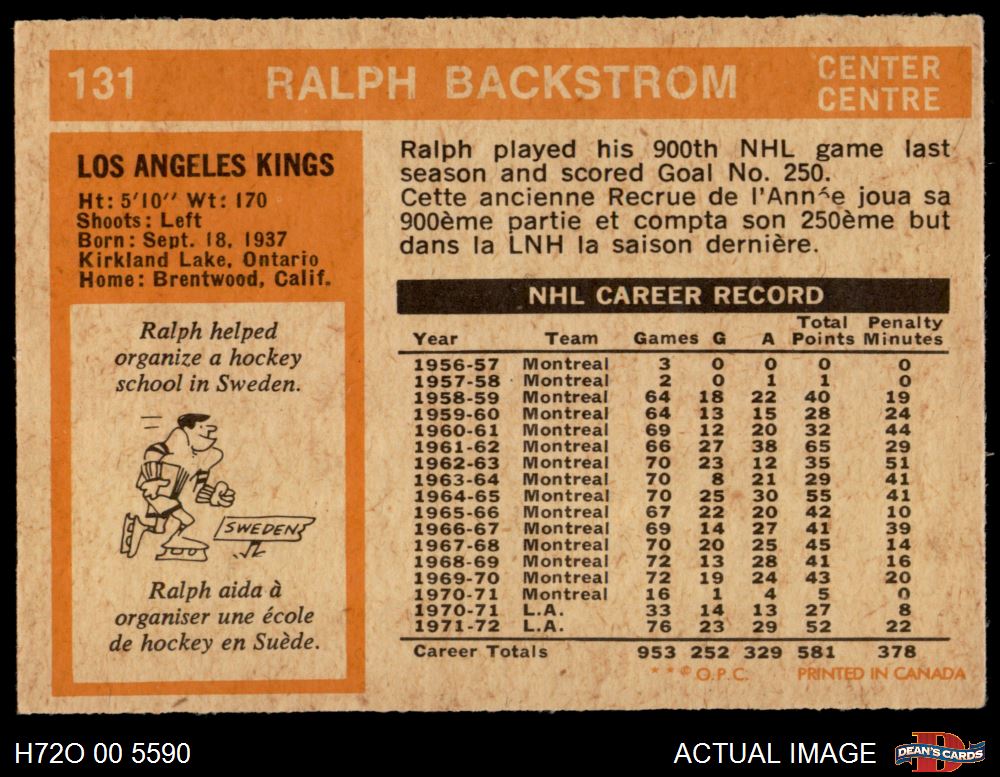 131 RALPH BACKSTROM CENTER
CENTRE
LOS ANGELES KINGS
Ht: 5'10'' Wt: 170
Shoots: Left
Born: Sept. 18, 1937
Kirkland Lake, Ontario
Home: Brentwood, Calif.
Ralph helped
organize a hockey
school in Sweden.
SWEDEN
Ralph aida à
organiser une école
de hockey en Suède.
Ralph played his 900th NHL game last
season and scored Goal No. 250.
Cette ancienne Recrue de l'Année joua sa
900ème partie et compta son 250ème but
dans la LNH la saison dernière.
NHL CAREER RECORD
Year Team Games G A Total Points Penalty Minutes
1956-57 Montreal 3 0 0 0 0
1957-58 Montreal 2 0 1 1 0
1958-59 Montreal 64 18 22 40 19
1959-60 Montreal 64 13 15 28 24
1960-61 Montreal 69 12 20 32 44
1961-62 Montreal 66 27 38 65 29
1962-63 Montreal 70 23 12 35 51
1963-64 Montreal 70 8 21 29 41
1964-65 Montreal 70 25 30 55 41
1965-66 Montreal 67 22 20 42 10
1966-67 Montreal 69 14 27 41 39
1967-68 Montreal 70 20 25 45 14
1968-69 Montreal 72 13 28 41 16
1969-70 Montreal 72 19 24 43 20
1970-71 Montreal 16 1 4 5 0
1970-71 L.A. 33 14 13 27 8
1971-72 L.A. 76 23 29 52 22
Career Totals 953 252 329 581 378
* * © O.P.C. PRINTED IN CANADA
H72O 00 5590 ACTUAL IMAGE D DEAN'S CARDS